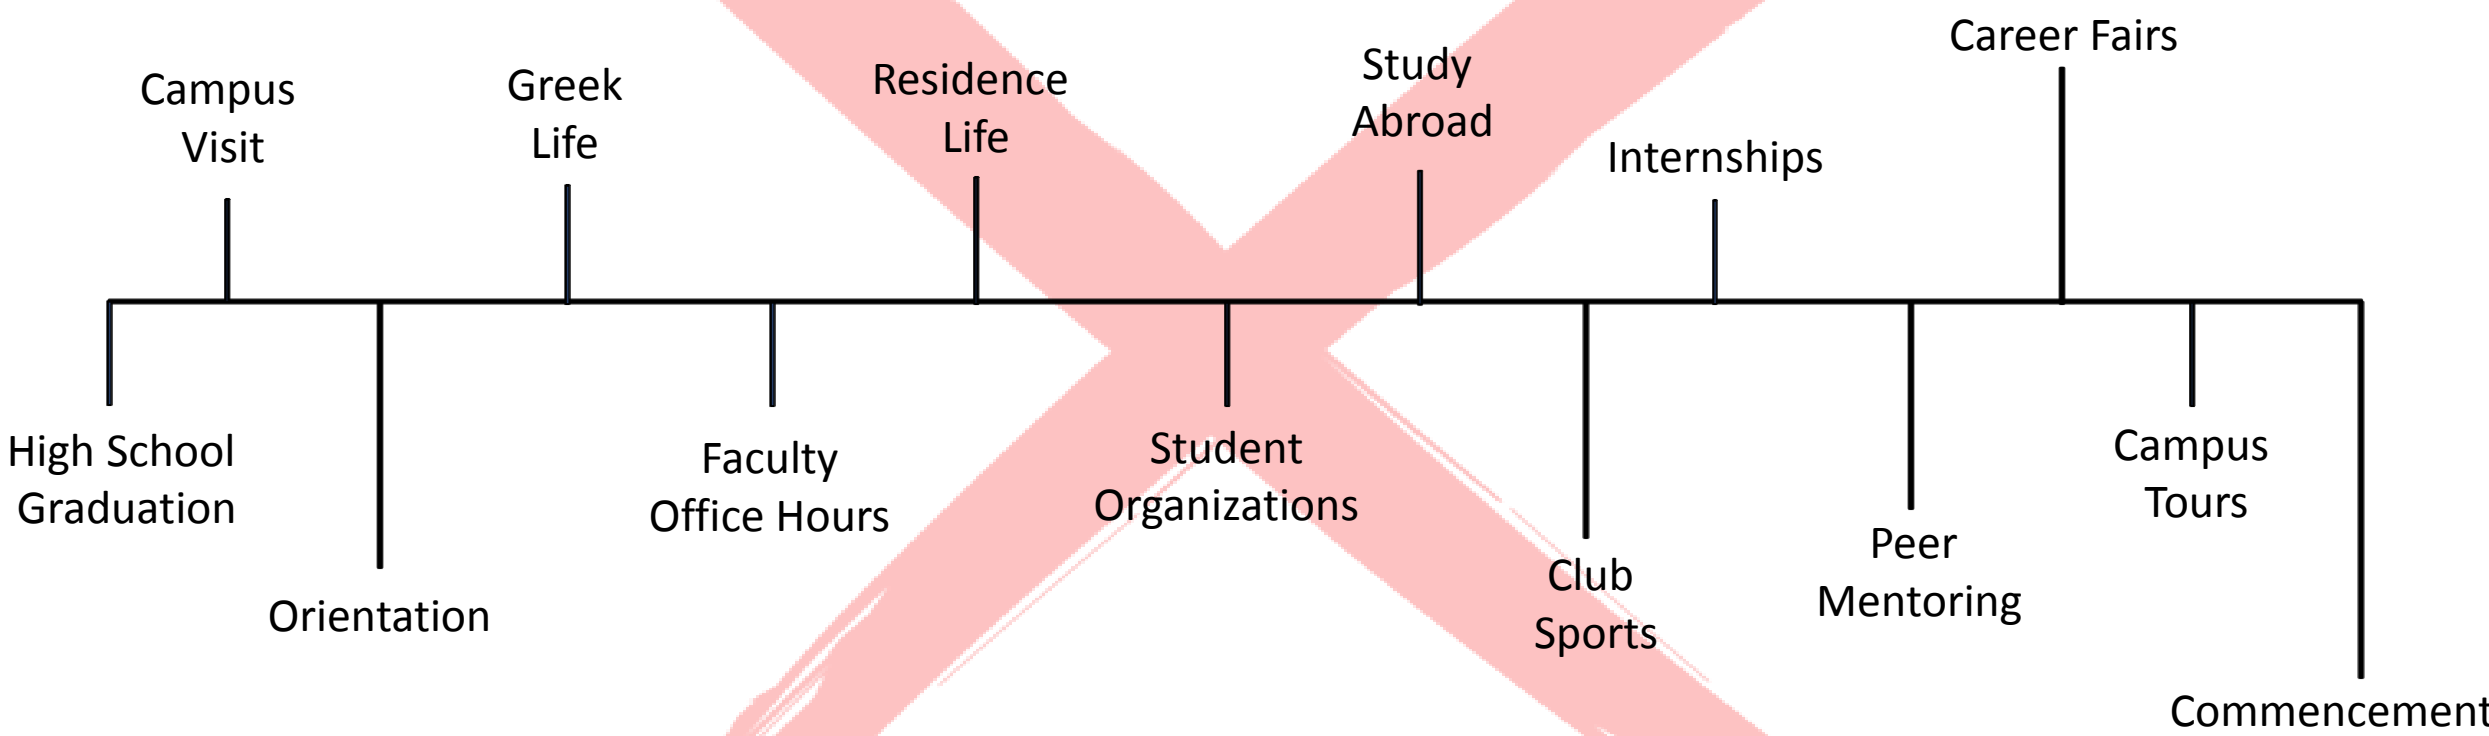 Career Fairs
Campus
Visit
Greek
Life
Residence
Life
Study
Abroad
Internships
High School
Graduation
Orientation
Faculty
Office Hours
Student
Organizations
Club
Sports
Peer
Mentoring
Campus
Tours
Commencement